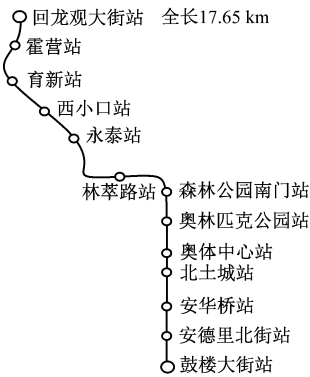 回龙观大街站 全长17.65 km
霍营站
育新站
西小口站
永泰站
林萃路站
森林公园南门站
奥林匹克公园站
奥体中心站
北土城站
安华桥站
安德里北街站
鼓楼大街站